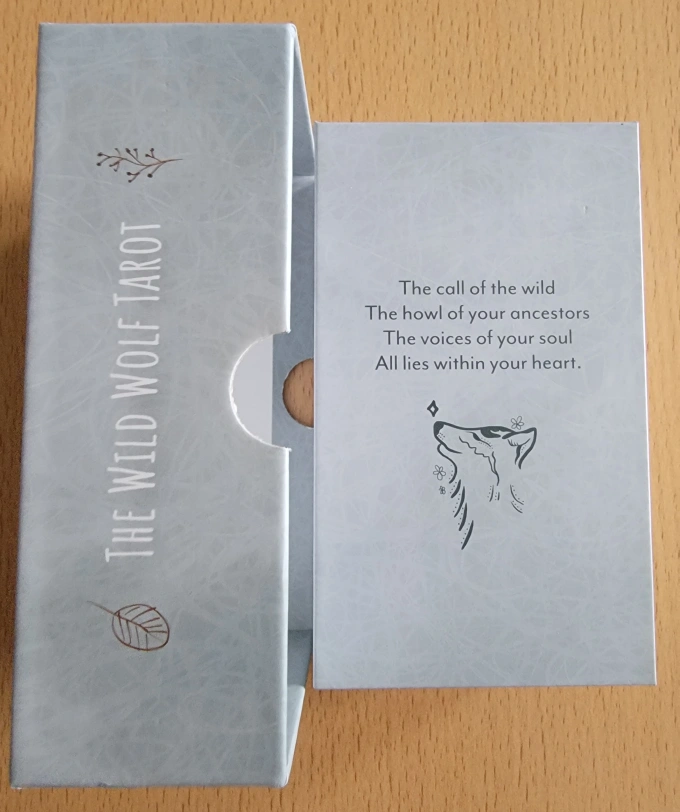 THE WILD WOLF TAROT
The call of the wild
The howl of your ancestors
The voices of your soul
All lies within your heart.